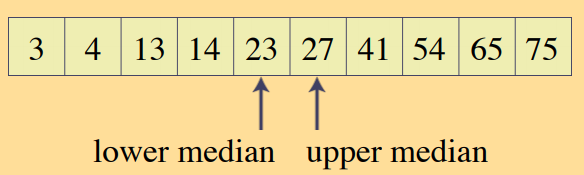 3 4 13 14 23 27 41 54 65 75
lower median upper median